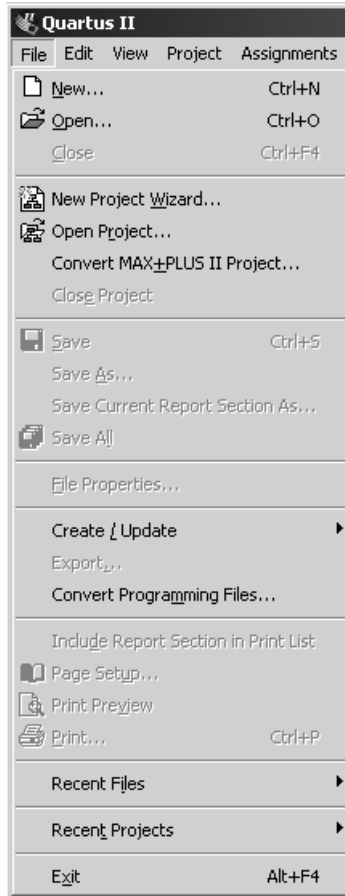 Quartus II
File Edit View Project Assignments
New... Ctrl+N
Open... Ctrl+O
Close Ctrl+F4
New Project Wizard...
Open Project...
Convert MAX+PLUS II Project...
Close Project
Save Ctrl+S
Save As...
Save Current Report Section As...
Save All
File Properties...
Create / Update
Export...
Convert Programming Files...
Include Report Section in Print List
Page Setup...
Print Preview
Print... Ctrl+P
Recent Files
Recent Projects
Exit Alt+F4